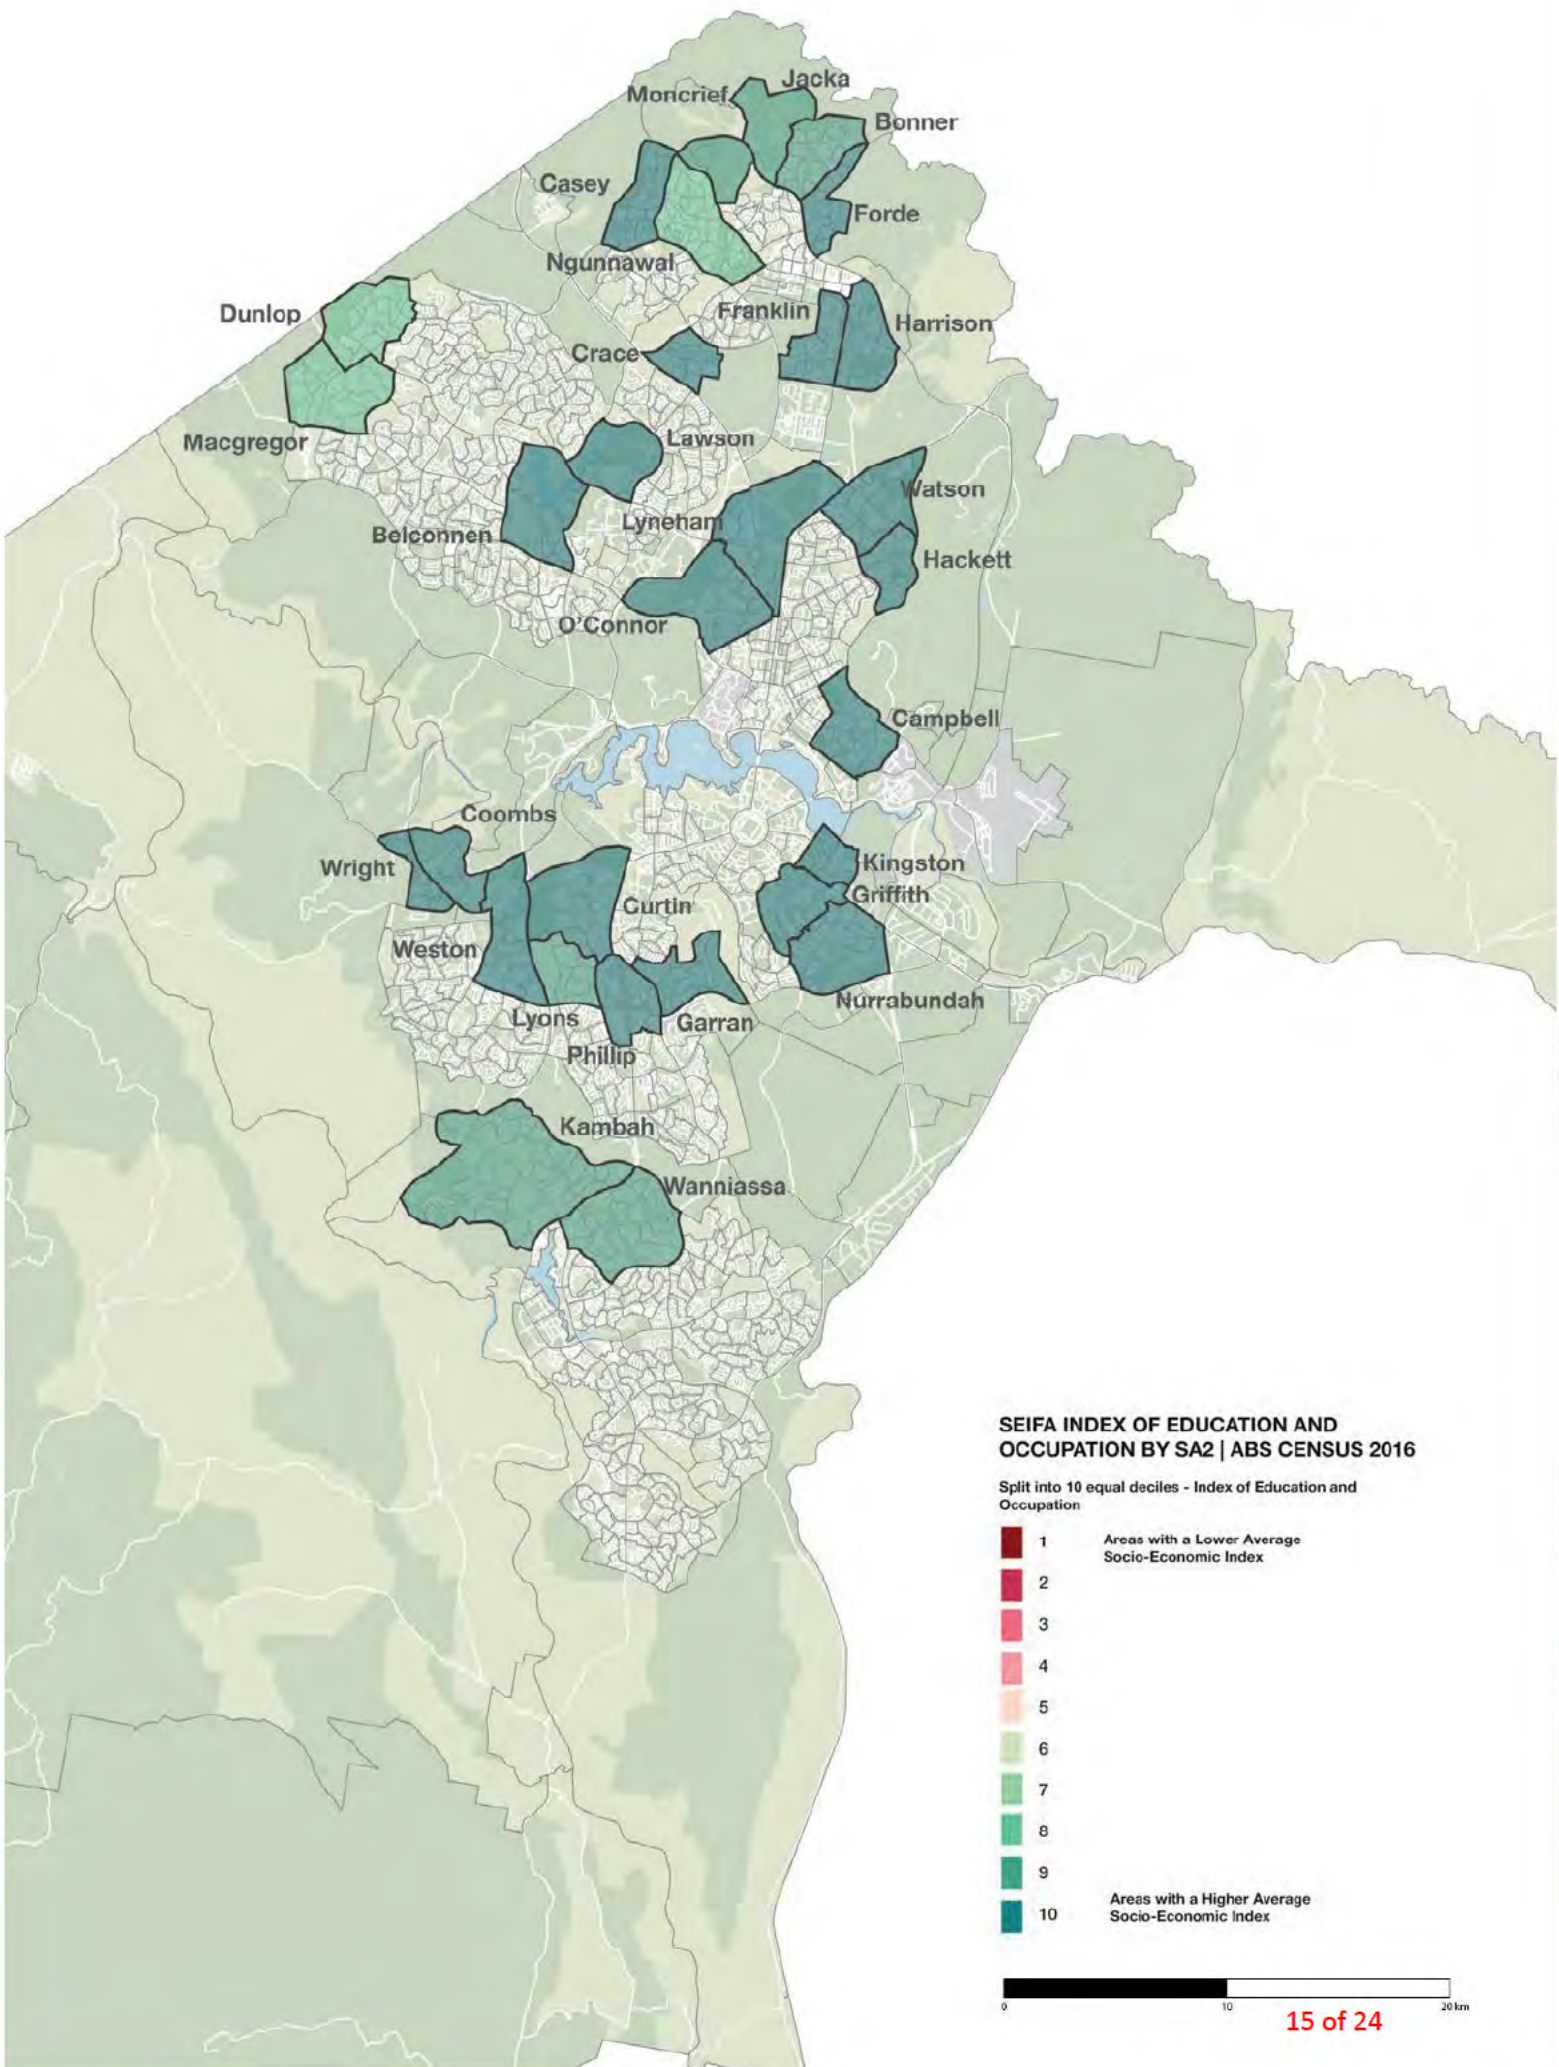 Jacka
Moncrief
Bonner
Casey
Forde
Ngunnawal
Dunlop
Franklin
Harrison
Crace
Macgregor
Lawson
Watson
Lyneham
Belconnen
Hackett
O'Connor
Campbell
Coombs
Wright
Kingston
Griffith
Curtin
Weston
Nurrabundah
Lyons
Garran
Phillip
Kambah
Wanniassa
SEIFA INDEX OF EDUCATION AND
OCCUPATION BY SA2 | ABS CENSUS 2016
Split into 10 equal deciles - Index of Education and
Occupation
1 Areas with a Lower Average
Socio-Economic Index
2
3
4
5
6
7
8
9
Areas with a Higher Average
10 Socio-Economic Index
0 10 20 km
15 of 24